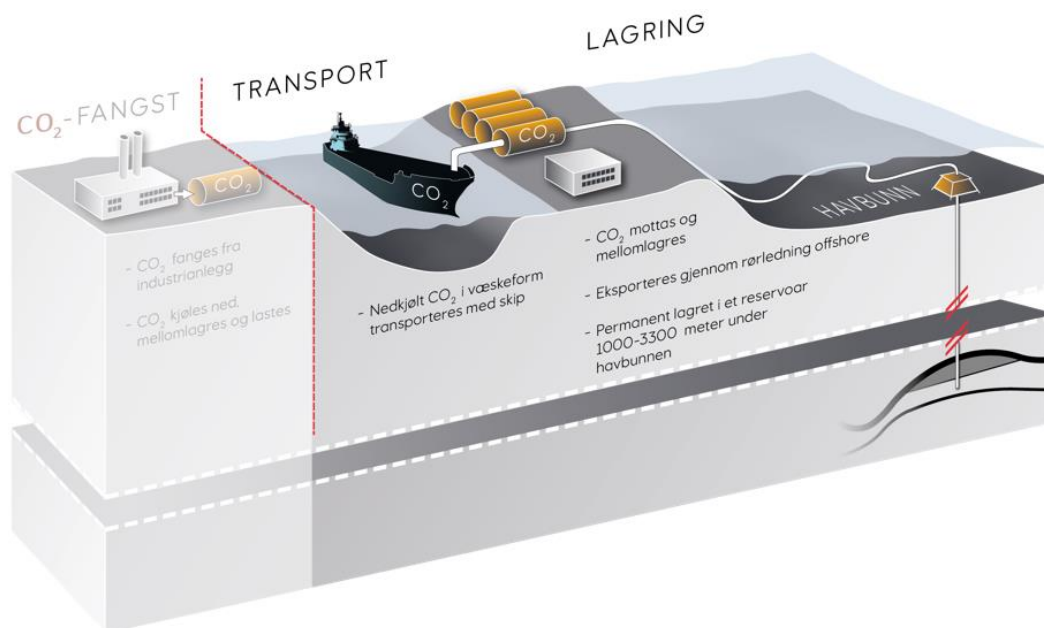 CO₂-FANGST
TRANSPORT
LAGRING
CO₂
CO₂
CO₂
HAVBUNN
- CO₂ fanges fra
industrianlegg
- CO₂ kjøles ned,
mellomlagres og lastes
- Nedkjølt CO₂ i væskeform
transporteres med skip
- CO₂ mottas og
mellomlagres
- Eksporteres gjennom rørledning offshore
- Permanent lagret i et reservoar
1000-3300 meter under
havbunnen